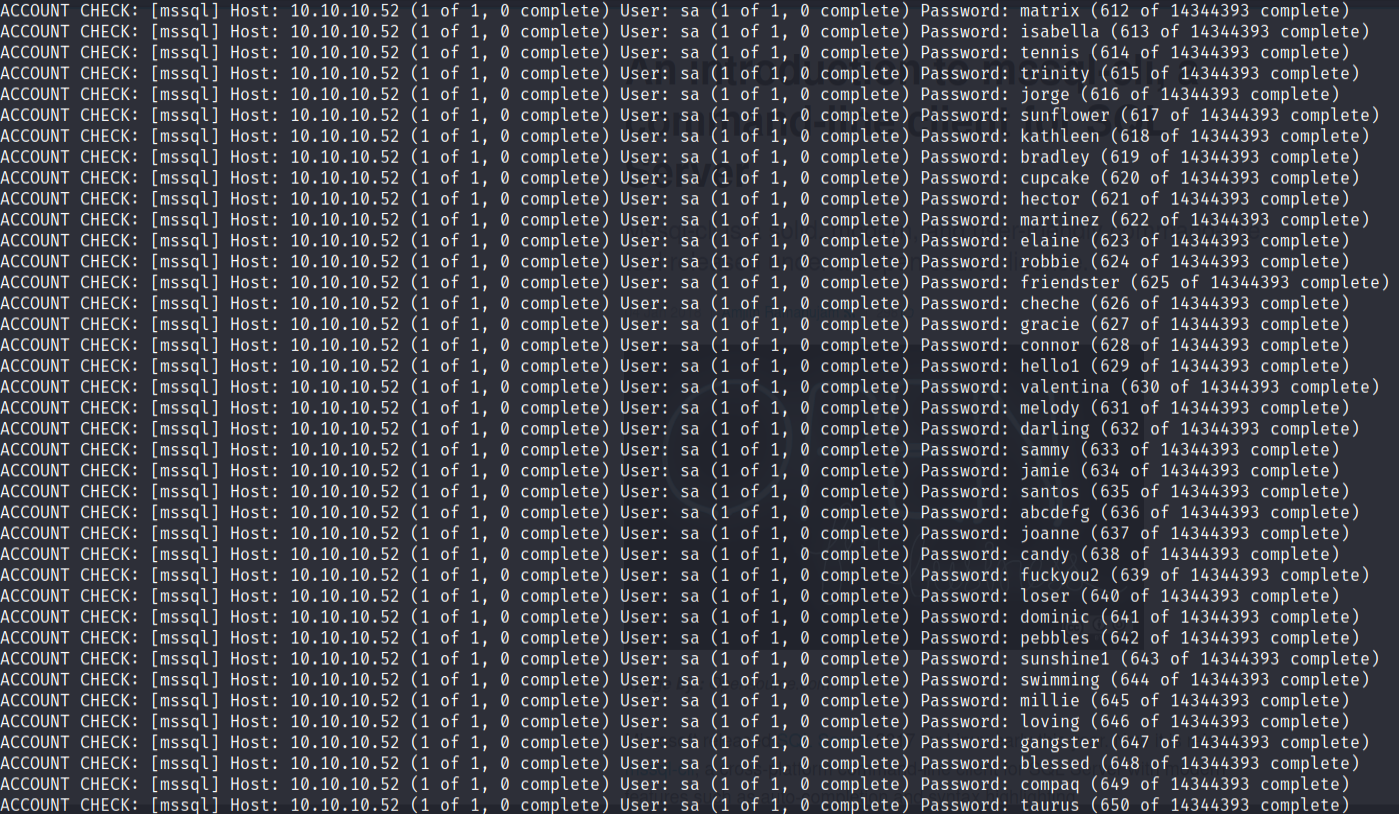 ACCOUNT CHECK: [mssql] Host: 10.10.10.52 (1 of 1, 0 complete) User: sa (1 of 1, 0 complete) Password: matrix (612 of 14344393 complete)
ACCOUNT CHECK: [mssql] Host: 10.10.10.52 (1 of 1, 0 complete) User: sa (1 of 1, 0 complete) Password: isabella (613 of 14344393 complete)
ACCOUNT CHECK: [mssql] Host: 10.10.10.52 (1 of 1, 0 complete) User: sa (1 of 1, 0 complete) Password: tennis (614 of 14344393 complete)
ACCOUNT CHECK: [mssql] Host: 10.10.10.52 (1 of 1, 0 complete) User: sa (1 of 1, 0 complete) Password: trinity (615 of 14344393 complete)
ACCOUNT CHECK: [mssql] Host: 10.10.10.52 (1 of 1, 0 complete) User: sa (1 of 1, 0 complete) Password: jorge (616 of 14344393 complete)
ACCOUNT CHECK: [mssql] Host: 10.10.10.52 (1 of 1, 0 complete) User: sa (1 of 1, 0 complete) Password: sunflower (617 of 14344393 complete)
ACCOUNT CHECK: [mssql] Host: 10.10.10.52 (1 of 1, 0 complete) User: sa (1 of 1, 0 complete) Password: kathleen (618 of 14344393 complete)
ACCOUNT CHECK: [mssql] Host: 10.10.10.52 (1 of 1, 0 complete) User: sa (1 of 1, 0 complete) Password: bradley (619 of 14344393 complete)
ACCOUNT CHECK: [mssql] Host: 10.10.10.52 (1 of 1, 0 complete) User: sa (1 of 1, 0 complete) Password: cupcake (620 of 14344393 complete)
ACCOUNT CHECK: [mssql] Host: 10.10.10.52 (1 of 1, 0 complete) User: sa (1 of 1, 0 complete) Password: hector (621 of 14344393 complete)
ACCOUNT CHECK: [mssql] Host: 10.10.10.52 (1 of 1, 0 complete) User: sa (1 of 1, 0 complete) Password: martinez (622 of 14344393 complete)
ACCOUNT CHECK: [mssql] Host: 10.10.10.52 (1 of 1, 0 complete) User: sa (1 of 1, 0 complete) Password: elaine (623 of 14344393 complete)
ACCOUNT CHECK: [mssql] Host: 10.10.10.52 (1 of 1, 0 complete) User: sa (1 of 1, 0 complete) Password: robbie (624 of 14344393 complete)
ACCOUNT CHECK: [mssql] Host: 10.10.10.52 (1 of 1, 0 complete) User: sa (1 of 1, 0 complete) Password: friendster (625 of 14344393 complete)
ACCOUNT CHECK: [mssql] Host: 10.10.10.52 (1 of 1, 0 complete) User: sa (1 of 1, 0 complete) Password: cheche (626 of 14344393 complete)
ACCOUNT CHECK: [mssql] Host: 10.10.10.52 (1 of 1, 0 complete) User: sa (1 of 1, 0 complete) Password: gracie (627 of 14344393 complete)
ACCOUNT CHECK: [mssql] Host: 10.10.10.52 (1 of 1, 0 complete) User: sa (1 of 1, 0 complete) Password: connor (628 of 14344393 complete)
ACCOUNT CHECK: [mssql] Host: 10.10.10.52 (1 of 1, 0 complete) User: sa (1 of 1, 0 complete) Password: hello1 (629 of 14344393 complete)
ACCOUNT CHECK: [mssql] Host: 10.10.10.52 (1 of 1, 0 complete) User: sa (1 of 1, 0 complete) Password: valentina (630 of 14344393 complete)
ACCOUNT CHECK: [mssql] Host: 10.10.10.52 (1 of 1, 0 complete) User: sa (1 of 1, 0 complete) Password: melody (631 of 14344393 complete)
ACCOUNT CHECK: [mssql] Host: 10.10.10.52 (1 of 1, 0 complete) User: sa (1 of 1, 0 complete) Password: darling (632 of 14344393 complete)
ACCOUNT CHECK: [mssql] Host: 10.10.10.52 (1 of 1, 0 complete) User: sa (1 of 1, 0 complete) Password: sammy (633 of 14344393 complete)
ACCOUNT CHECK: [mssql] Host: 10.10.10.52 (1 of 1, 0 complete) User: sa (1 of 1, 0 complete) Password: jamie (634 of 14344393 complete)
ACCOUNT CHECK: [mssql] Host: 10.10.10.52 (1 of 1, 0 complete) User: sa (1 of 1, 0 complete) Password: santos (635 of 14344393 complete)
ACCOUNT CHECK: [mssql] Host: 10.10.10.52 (1 of 1, 0 complete) User: sa (1 of 1, 0 complete) Password: abcdefg (636 of 14344393 complete)
ACCOUNT CHECK: [mssql] Host: 10.10.10.52 (1 of 1, 0 complete) User: sa (1 of 1, 0 complete) Password: joanne (637 of 14344393 complete)
ACCOUNT CHECK: [mssql] Host: 10.10.10.52 (1 of 1, 0 complete) User: sa (1 of 1, 0 complete) Password: candy (638 of 14344393 complete)
ACCOUNT CHECK: [mssql] Host: 10.10.10.52 (1 of 1, 0 complete) User: sa (1 of 1, 0 complete) Password: fuckyou2 (639 of 14344393 complete)
ACCOUNT CHECK: [mssql] Host: 10.10.10.52 (1 of 1, 0 complete) User: sa (1 of 1, 0 complete) Password: loser (640 of 14344393 complete)
ACCOUNT CHECK: [mssql] Host: 10.10.10.52 (1 of 1, 0 complete) User: sa (1 of 1, 0 complete) Password: dominic (641 of 14344393 complete)
ACCOUNT CHECK: [mssql] Host: 10.10.10.52 (1 of 1, 0 complete) User: sa (1 of 1, 0 complete) Password: pebbles (642 of 14344393 complete)
ACCOUNT CHECK: [mssql] Host: 10.10.10.52 (1 of 1, 0 complete) User: sa (1 of 1, 0 complete) Password: sunshine1 (643 of 14344393 complete)
ACCOUNT CHECK: [mssql] Host: 10.10.10.52 (1 of 1, 0 complete) User: sa (1 of 1, 0 complete) Password: swimming (644 of 14344393 complete)
ACCOUNT CHECK: [mssql] Host: 10.10.10.52 (1 of 1, 0 complete) User: sa (1 of 1, 0 complete) Password: millie (645 of 14344393 complete)
ACCOUNT CHECK: [mssql] Host: 10.10.10.52 (1 of 1, 0 complete) User: sa (1 of 1, 0 complete) Password: loving (646 of 14344393 complete)
ACCOUNT CHECK: [mssql] Host: 10.10.10.52 (1 of 1, 0 complete) User: sa (1 of 1, 0 complete) Password: gangster (647 of 14344393 complete)
ACCOUNT CHECK: [mssql] Host: 10.10.10.52 (1 of 1, 0 complete) User: sa (1 of 1, 0 complete) Password: blessed (648 of 14344393 complete)
ACCOUNT CHECK: [mssql] Host: 10.10.10.52 (1 of 1, 0 complete) User: sa (1 of 1, 0 complete) Password: compaq (649 of 14344393 complete)
ACCOUNT CHECK: [mssql] Host: 10.10.10.52 (1 of 1, 0 complete) User: sa (1 of 1, 0 complete) Password: taurus (650 of 14344393 complete)